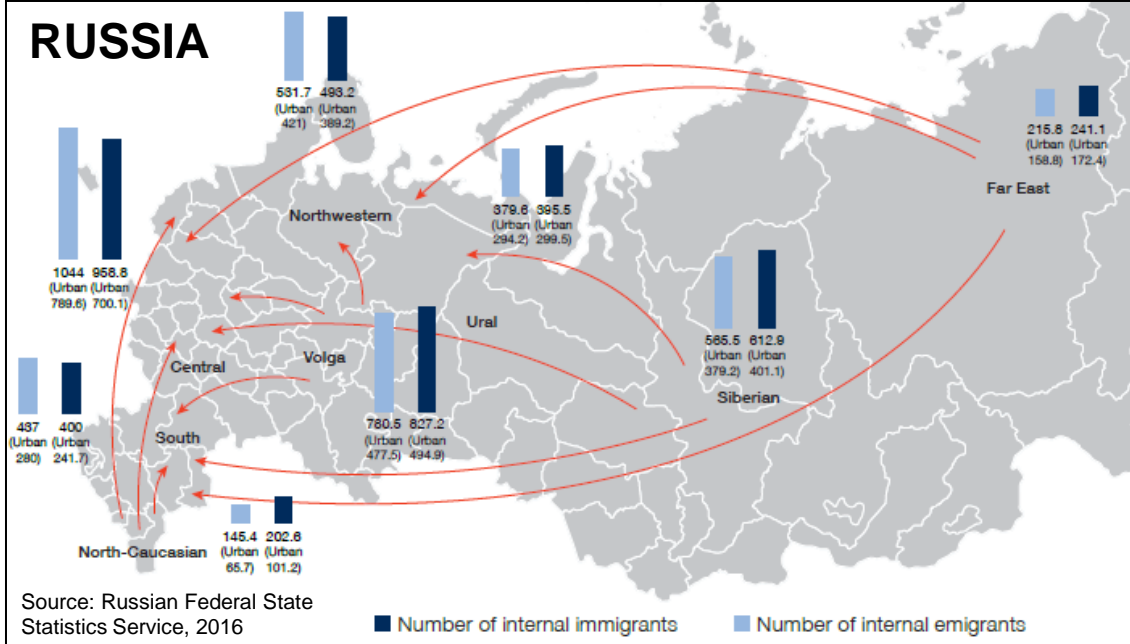 RUSSIA
531.7 493.2
(Urban (Urban
421) 389.2)
215.8 241.1
(Urban (Urban
158.8) 172.4)
Far East
Northwestern
379.6 395.5
(Urban (Urban
294.2) 299.5)
1044 958.8
(Urban (Urban
789.6) 700.1)
Ural
565.5 612.9
(Urban (Urban
379.2) 401.1)
Siberian
Volga
Central
437 400
(Urban (Urban
280) 241.7)
South
780.5 827.2
(Urban (Urban
477.5) 494.9)
145.4 202.6
(Urban (Urban
65.7) 101.2)
North-Caucasian
Source: Russian Federal State
Statistics Service, 2016
Number of internal immigrants Number of internal emigrants